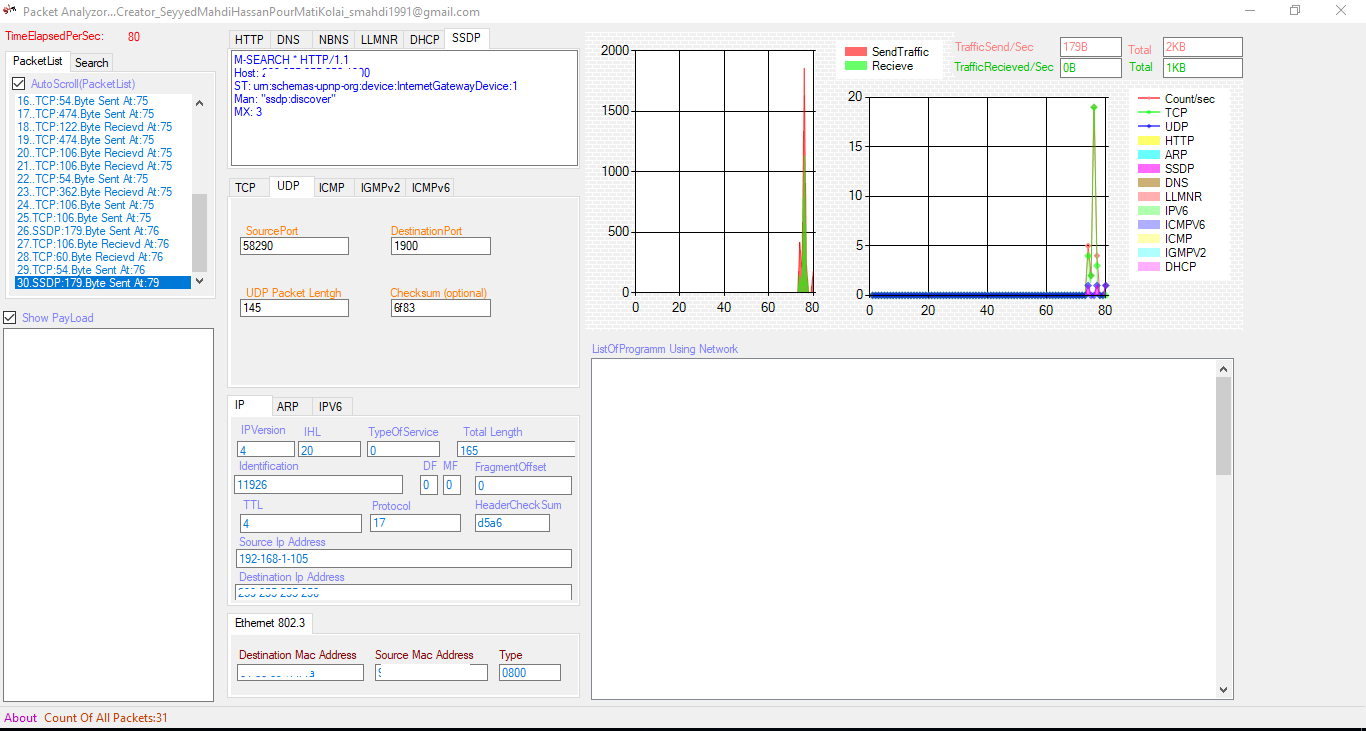 Packet Analyzor...Creator_SeyyedMahdiHassanPourMatiKolai_smahdi1991@gmail.com
TimeElapsedPerSec: 80
PacketList Search
AutoScroll(PacketList)
16..TCP:54.Byte Sent At:75
17..TCP:474.Byte Sent At:75
18..TCP:122.Byte Recievd At:75
19..TCP:474.Byte Sent At:75
20..TCP:106.Byte Recievd At:75
21..TCP:106.Byte Recievd At:75
22..TCP:54.Byte Sent At:75
23..TCP:362.Byte Recievd At:75
24..TCP:106.Byte Sent At:75
25.TCP:106.Byte Sent At:75
26.SSDP:179.Byte Sent At:76
27.TCP:106.Byte Recievd At:76
28.TCP:60.Byte Recievd At:76
29.TCP:54.Byte Sent At:76
30.SSDP:179.Byte Sent At:79
Show PayLoad
HTTP DNS NBNS LLMNR DHCP SSDP
M-SEARCH * HTTP/1.1
Host:
ST: urn:schemas-upnp-org:device:InternetGatewayDevice:1
Man: "ssdp:discover"
MX: 3
TCP UDP ICMP IGMPv2 ICMPv6
SourcePort DestinationPort
58290 1900
UDP Packet Lentgh Checksum (optional)
145 6f83
IP ARP IPV6
IPVersion IHL TypeOfService Total Length
4 20 0 165
Identification DF MF FragmentOffset
11926 0 0 0
TTL Protocol HeaderCheckSum
4 17 d5a6
Source Ip Address
192-168-1-105
Destination Ip Address
Ethernet 802.3
Destination Mac Address Source Mac Address Type
0800
2000
1500
1000
500
0
0 20 40 60 80
SendTraffic
Recieve
TrafficSend/Sec 179B Total 2KB
TrafficRecieved/Sec 0B Total 1KB
20
15
10
5
0
0 20 40 60 80
Count/sec
TCP
UDP
HTTP
ARP
SSDP
DNS
LLMNR
IPV6
ICMPV6
ICMP
IGMPV2
DHCP
ListOfProgramm Using Network
About Count Of All Packets:31